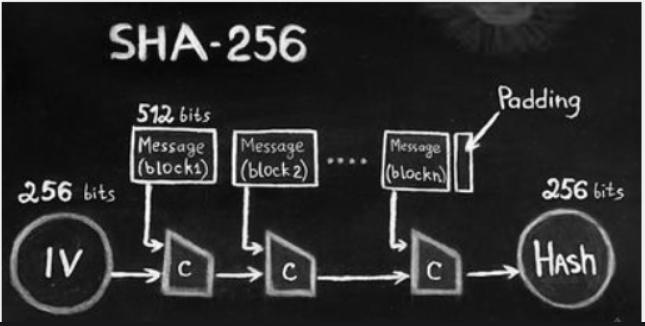 SHA-256
Padding
512 bits
Message
(block1)
Message
(block2)
....
Message
(blockn)
256 bits
256 bits
IV
C
C
C
HASH